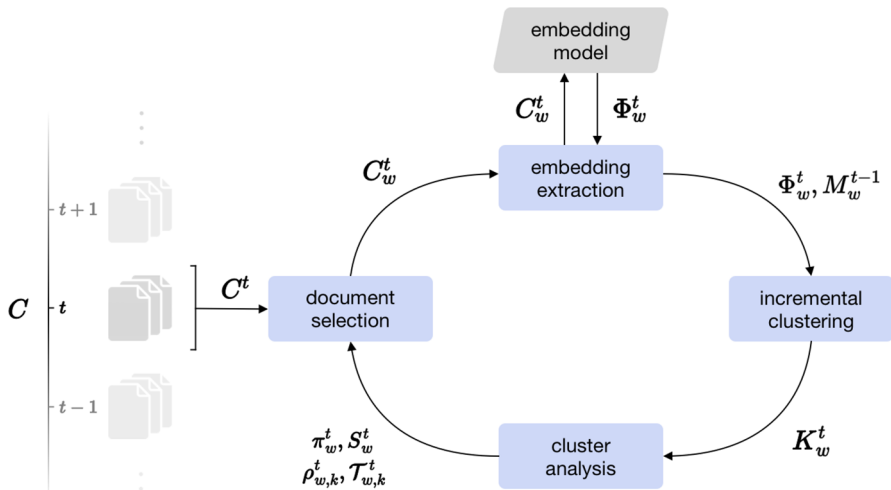 embedding
model
C_w^t
Φ_w^t
embedding
extraction
C_w^t
Φ_w^t, M_w^{t-1}
t+1
C
t
C^t
document
selection
incremental
clustering
t-1
π_w^t, S_w^t
ρ_{w,k}^t, 𝒯_{w,k}^t
cluster
analysis
K_w^t